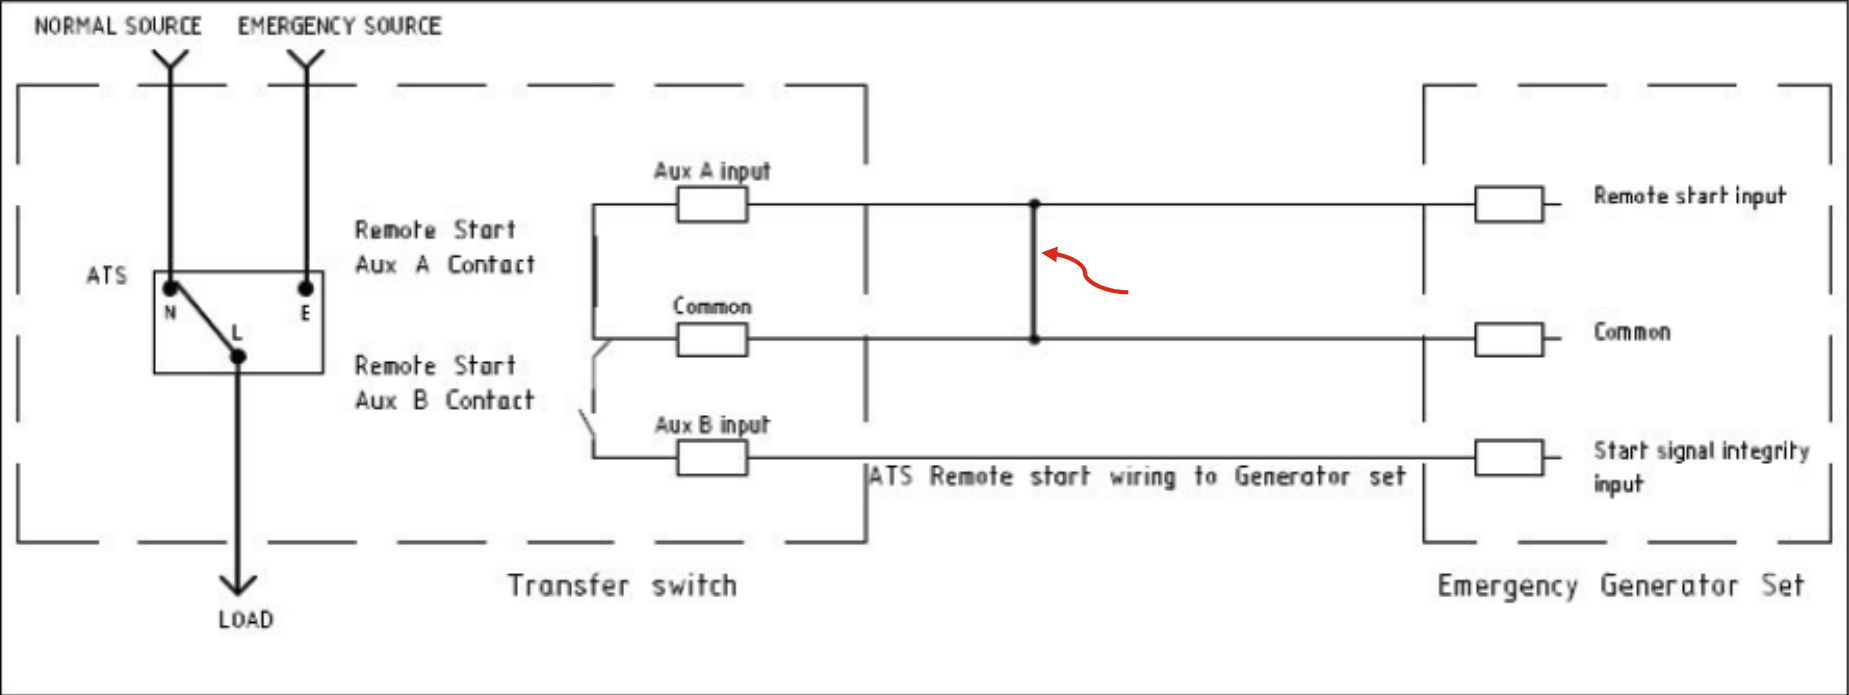 NORMAL SOURCE
EMERGENCY SOURCE
Aux A input
Remote start input
Remote Start
Aux A Contact
ATS
N
E
L
Common
Common
Remote Start
Aux B Contact
Aux B input
Start signal integrity
input
ATS Remote start wiring to Generator set
Transfer switch
Emergency Generator Set
LOAD